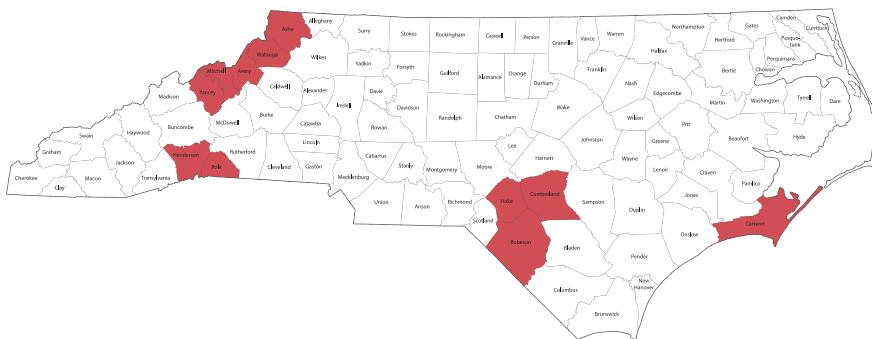 Ashe
Alleghany
Surry
Stokes
Rockingham
Caswell
Person
Granville
Vance
Warren
Northampton
Gates
Camden
Currituck
Pasquo-
tank
Hertford
Perquimans
Chowan
Halifax
Bertie
Watauga
Wilkes
Yadkin
Forsyth
Guilford
Alamance
Orange
Durham
Franklin
Nash
Edgecombe
Martin
Washington
Tyrrell
Dare
Mitchell
Avery
Yancey
Caldwell
Alexander
Iredell
Davie
Davidson
Randolph
Chatham
Wake
Wilson
Pitt
Beaufort
Hyde
Madison
Buncombe
McDowell
Burke
Catawba
Rowan
Lincoln
Swain
Haywood
Henderson
Polk
Rutherford
Cleveland
Gaston
Cabarrus
Stanly
Montgomery
Moore
Lee
Harnett
Johnston
Wayne
Greene
Lenoir
Craven
Pamlico
Graham
Cherokee
Clay
Macon
Jackson
Transylvania
Mecklenburg
Union
Anson
Richmond
Scotland
Hoke
Cumberland
Sampson
Duplin
Jones
Onslow
Carteret
Robeson
Bladen
Pender
Columbus
New
Hanover
Brunswick